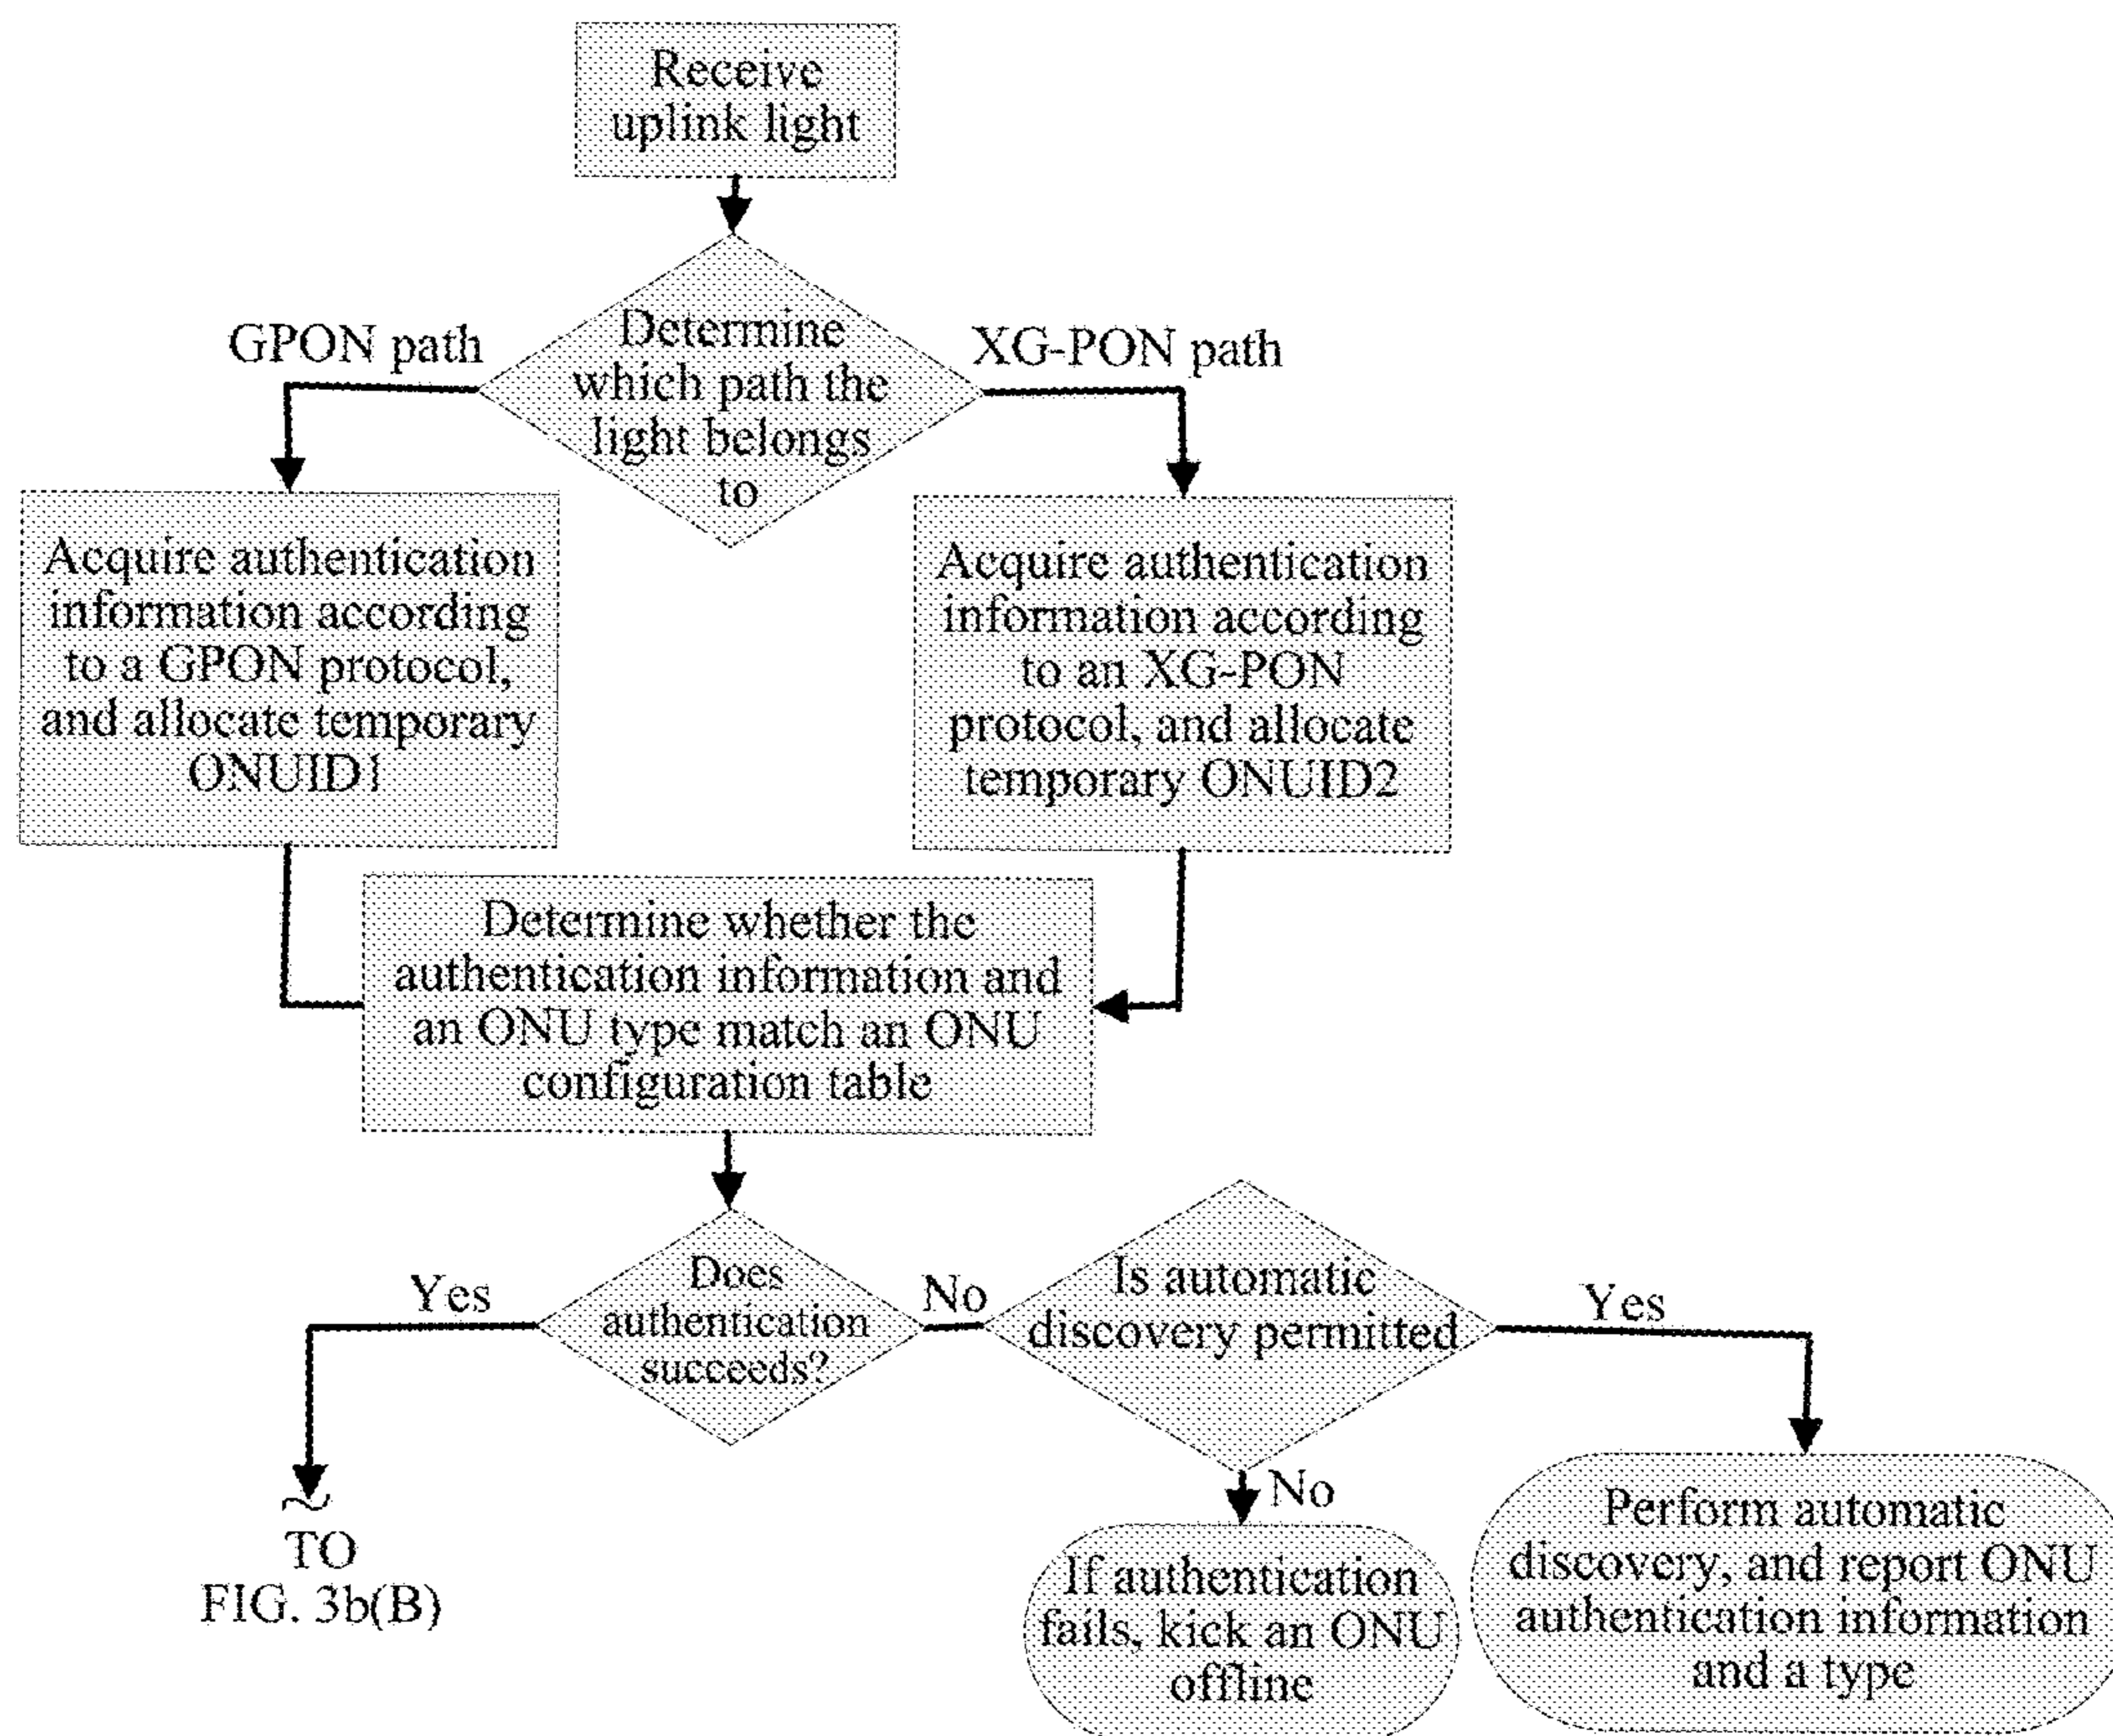 Receive
uplink light
GPON path
Determine
which path the
light belongs
to
XG-PON path
Acquire authentication
information according
to a GPON protocol,
and allocate temporary
ONUID1
Acquire authentication
information according
to an XG-PON
protocol, and allocate
temporary ONUID2
Determine whether the
authentication information and
an ONU type match an ONU
configuration table
Yes
Does
authentication
succeeds?
No
Is automatic
discovery permitted
Yes
TO
FIG. 3b(B)
No
If authentication
fails, kick an ONU
offline
Perform automatic
discovery, and report ONU
authentication information
and a type